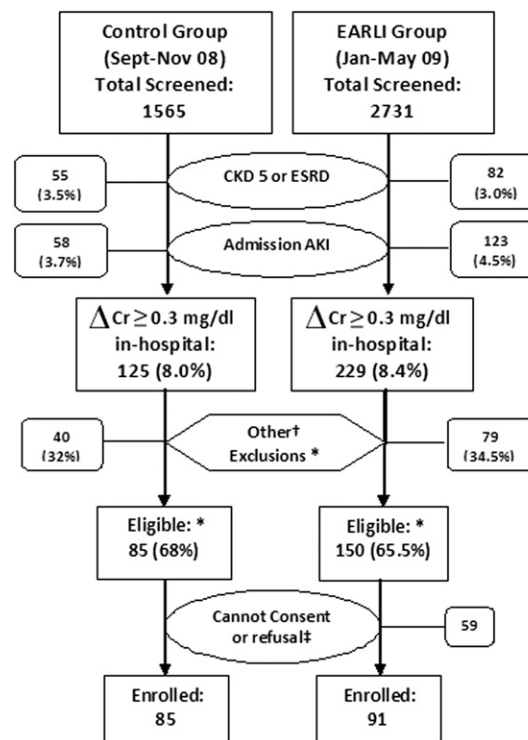 Control Group
(Sept-Nov 08)
Total Screened:
1565
EARLI Group
(Jan-May 09)
Total Screened:
2731
55
(3.5%)
CKD 5 or ESRD
82
(3.0%)
58
(3.7%)
Admission AKI
123
(4.5%)
ΔCr ≥ 0.3 mg/dl
in-hospital:
125 (8.0%)
ΔCr ≥ 0.3 mg/dl
in-hospital:
229 (8.4%)
40
(32%)
Other†
Exclusions *
79
(34.5%)
Eligible: *
85 (68%)
Eligible: *
150 (65.5%)
Cannot Consent
or refusal‡
59
Enrolled:
85
Enrolled:
91